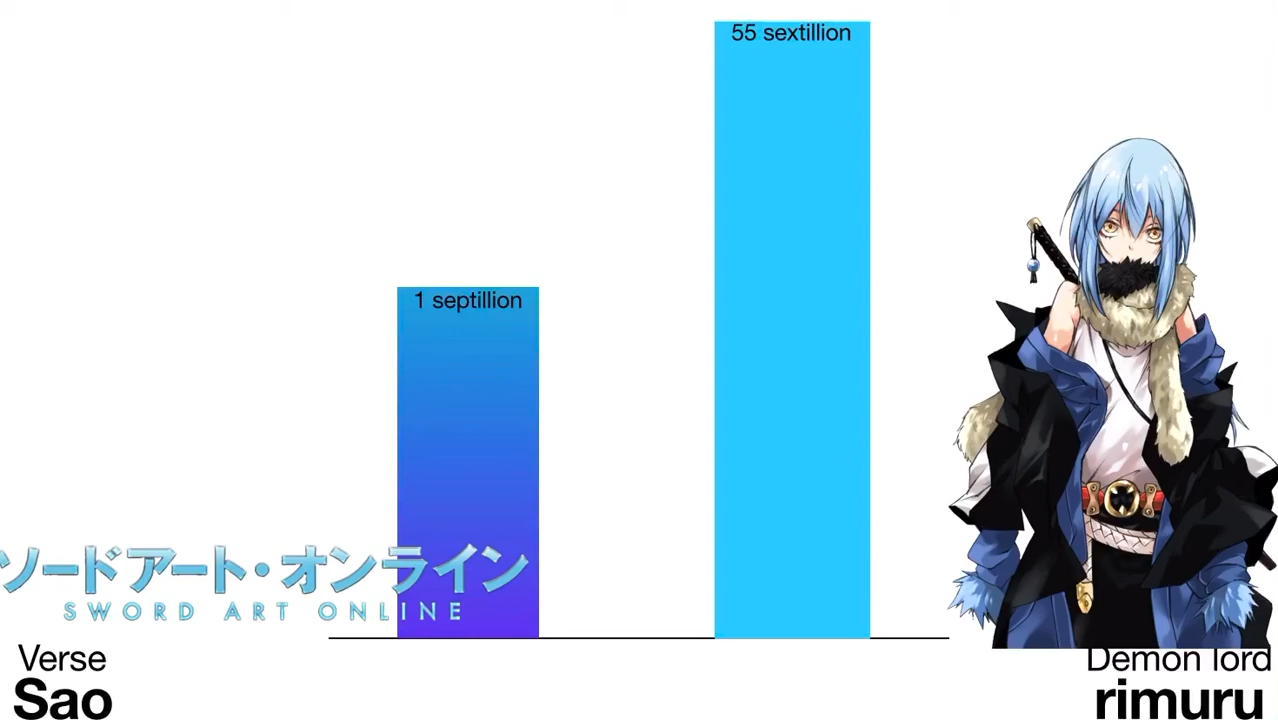 55 sextillion
1 septillion
ソードアート・オンライン
SWORD ART ONLINE
Verse
Sao
Demon lord
rimuru